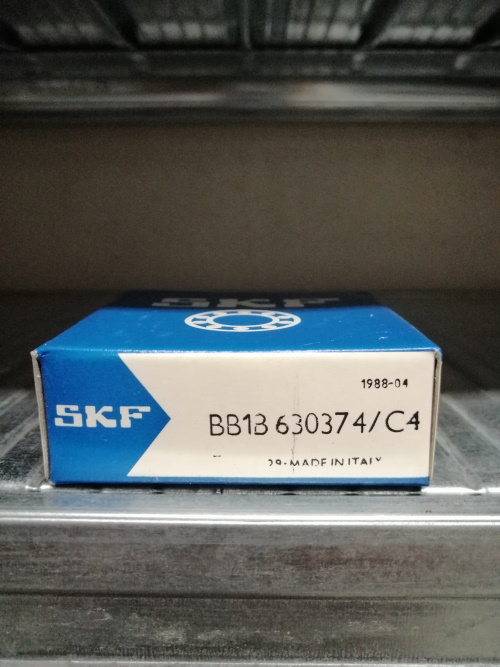 SKF
SKF
1988-04
BB1B 630374/C4
29-MADE IN ITALY